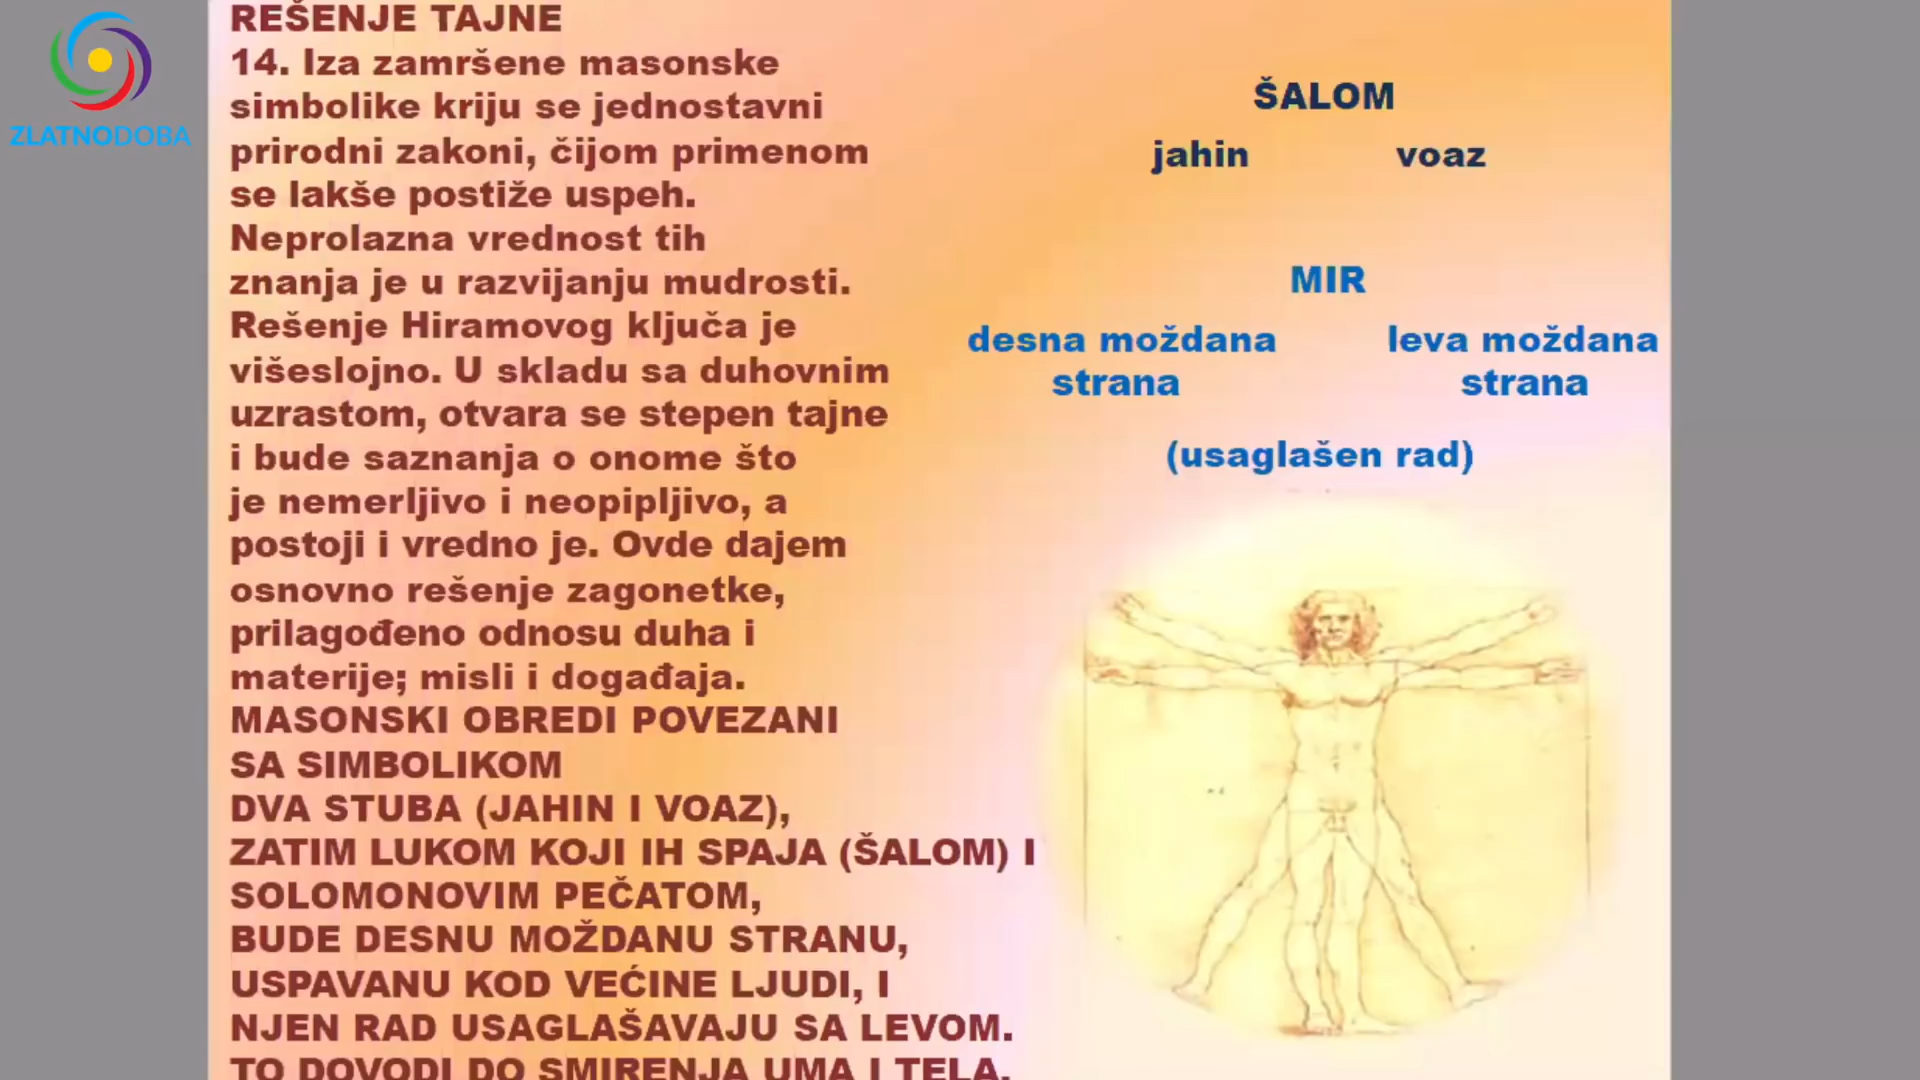 ZLATNODOBA
REŠENJE TAJNE
14. Iza zamršene masonske
simbolike kriju se jednostavni
prirodni zakoni, čijom primenom
se lakše postiže uspeh.
Neprolazna vrednost tih
znanja je u razvijanju mudrosti.
Rešenje Hiramovog ključa je
višeslojno. U skladu sa duhovnim
uzrastom, otvara se stepen tajne
i bude saznanja o onome što
je nemerljivo i neopipljivo, a
postoji i vredno je. Ovde dajem
osnovno rešenje zagonetke,
prilagođeno odnosu duha i
materije; misli i događaja.
MASONSKI OBREDI POVEZANI
SA SIMBOLIKOM
DVA STUBA (JAHIN I VOAZ),
ZATIM LUKOM KOJI IH SPAJA (ŠALOM) I
SOLOMONOVIM PEČATOM,
BUDE DESNU MOŽDANU STRANU,
USPAVANU KOD VEĆINE LJUDI, I
NJEN RAD USAGLAŠAVAJU SA LEVOM.
TO DOVODI DO SMIRENJA UMA I TELA.
ŠALOM
jahin voaz
MIR
desna moždana leva moždana
strana strana
(usaglašen rad)